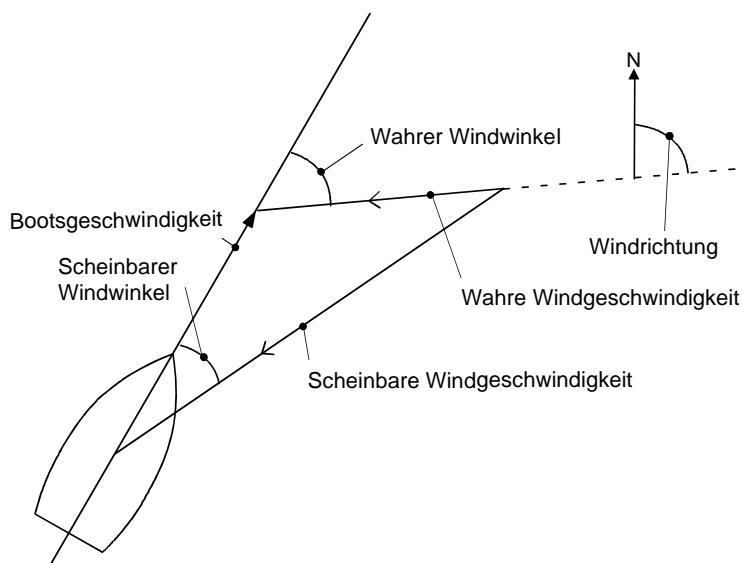 N
Wahrer Windwinkel
Bootsgeschwindigkeit
Windrichtung
Scheinbarer
Windwinkel
Wahre Windgeschwindigkeit
Scheinbare Windgeschwindigkeit